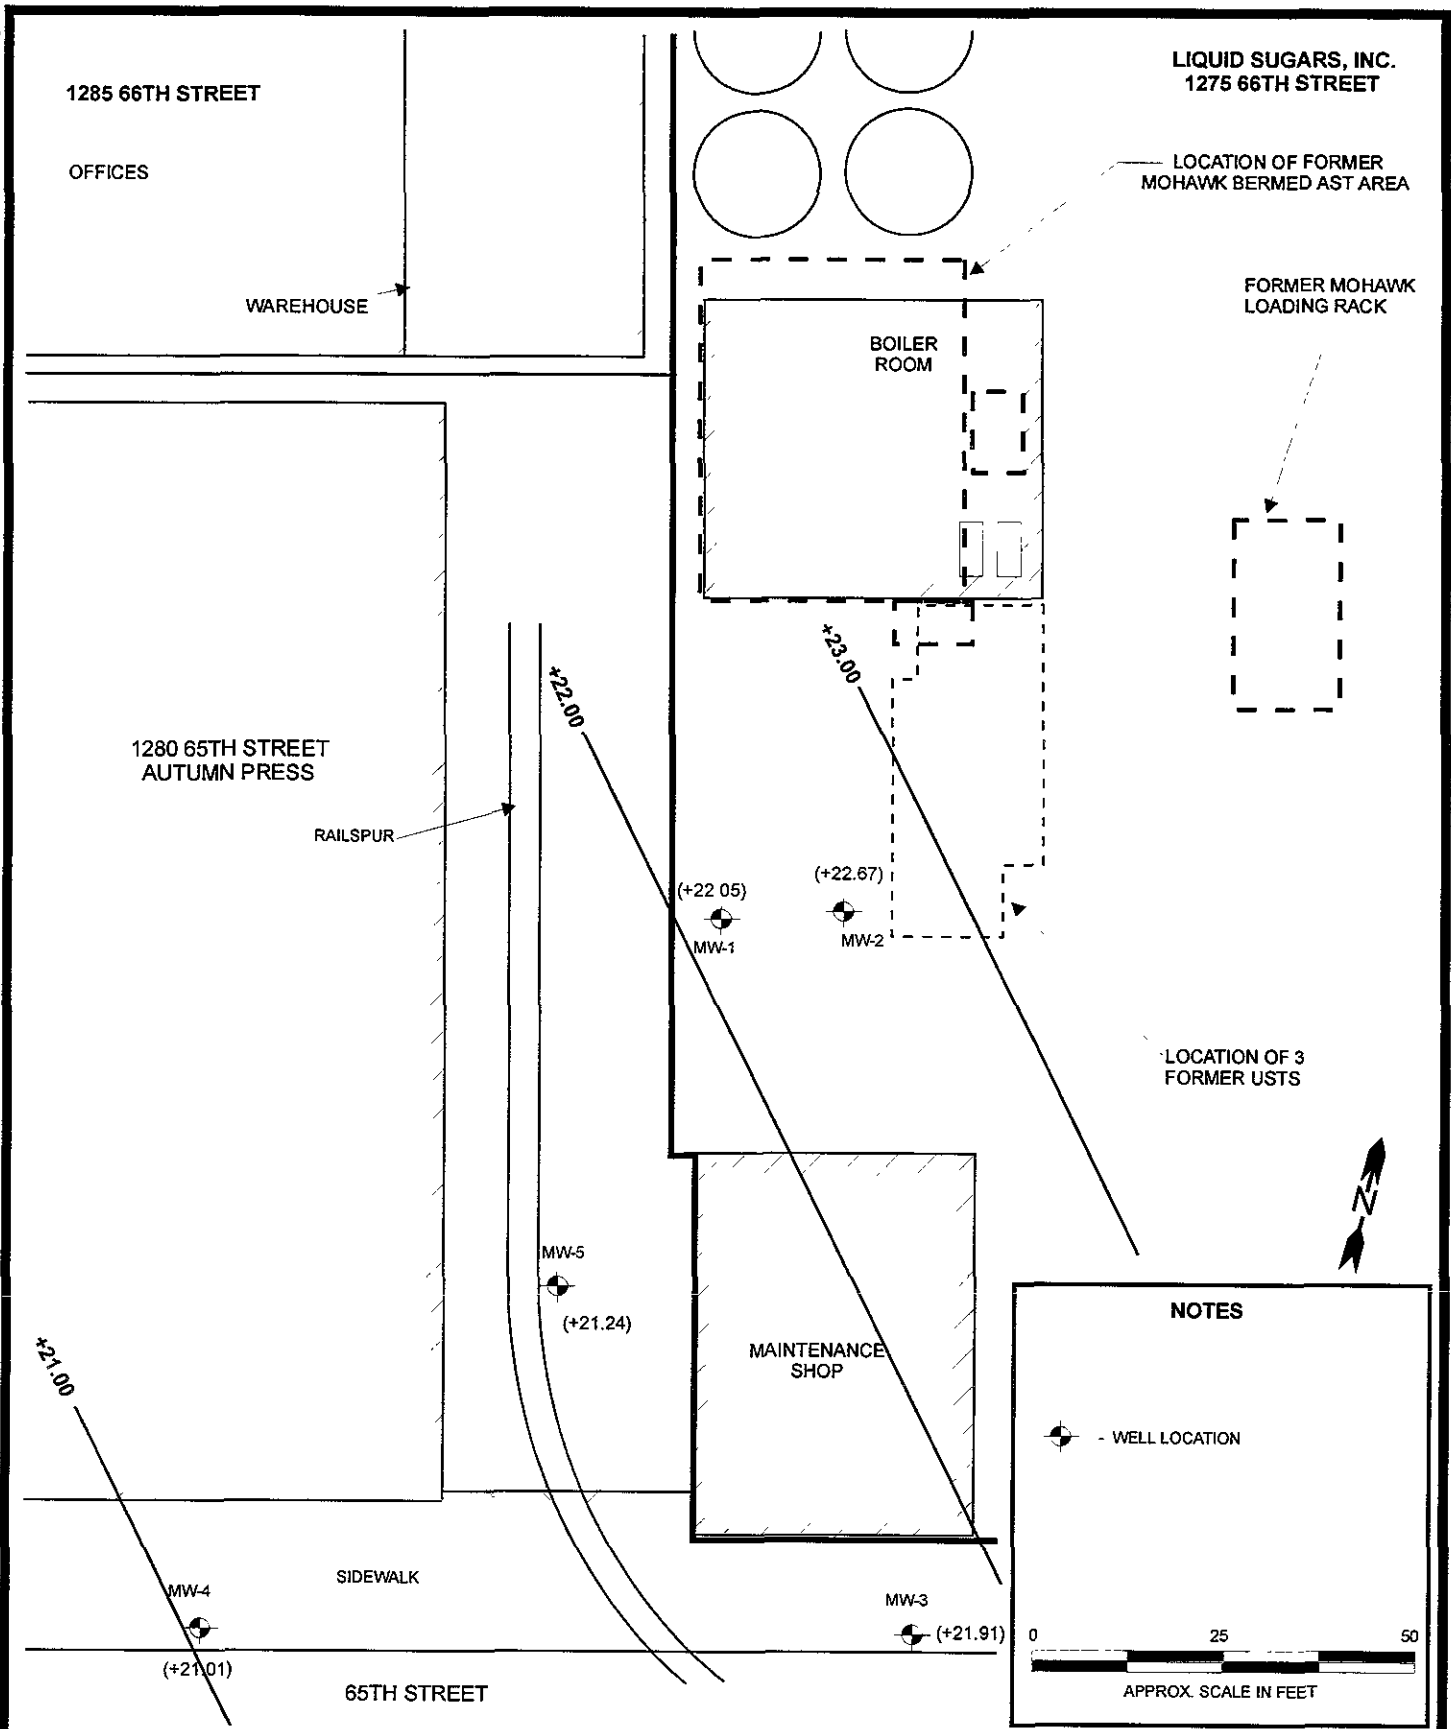 LIQUID SUGARS, INC.
1275 66TH STREET
1285 66TH STREET
OFFICES
LOCATION OF FORMER
MOHAWK BERMED AST AREA
WAREHOUSE
FORMER MOHAWK
LOADING RACK
BOILER
ROOM
+23.00
+22.00
1280 65TH STREET
AUTUMN PRESS
RAILSPUR
(+22.67)
(+22 05)
MW-2
MW-1
LOCATION OF 3
FORMER USTS
N
MW-5
(+21.24)
NOTES
+21.00
MAINTENANCE
SHOP
- WELL LOCATION
SIDEWALK
MW-4
MW-3
(+21.91)
(+21.01)
65TH STREET
0 25 50
APPROX. SCALE IN FEET